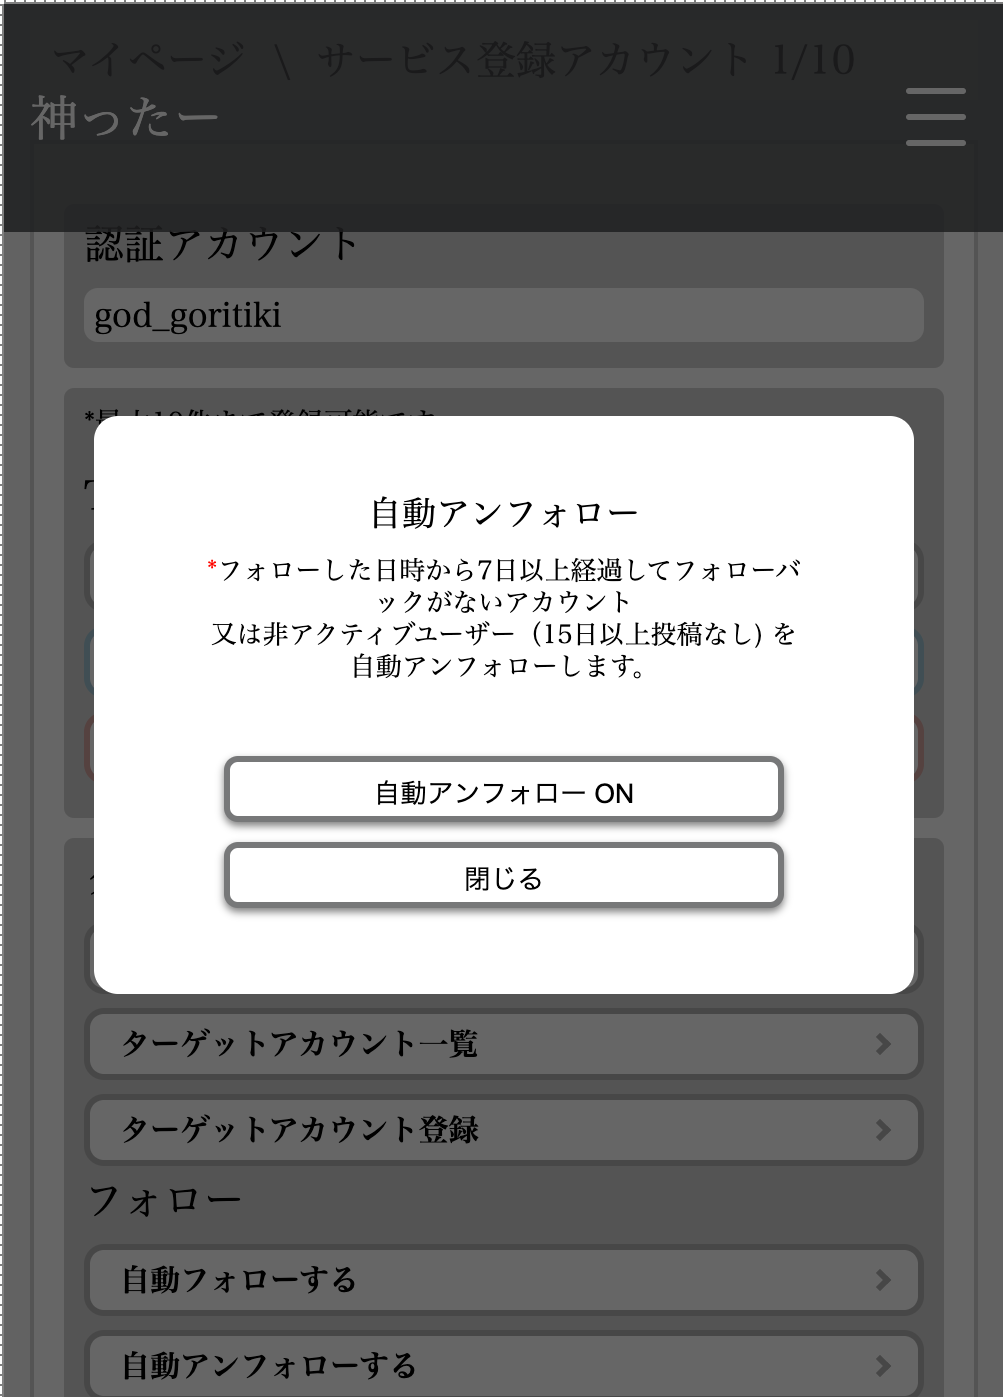 マイページ \ サービス登録アカウント 1/10
神ったー
認証アカウント
god_goritiki
自動アンフォロー
*フォローした日時から7日以上経過してフォローバ
ックがないアカウント
又は非アクティブユーザー（15日以上投稿なし) を
自動アンフォローします。
自動アンフォロー ON
閉じる
ターゲットアカウント一覧
ターゲットアカウント登録
フォロー
自動フォローする
自動アンフォローする